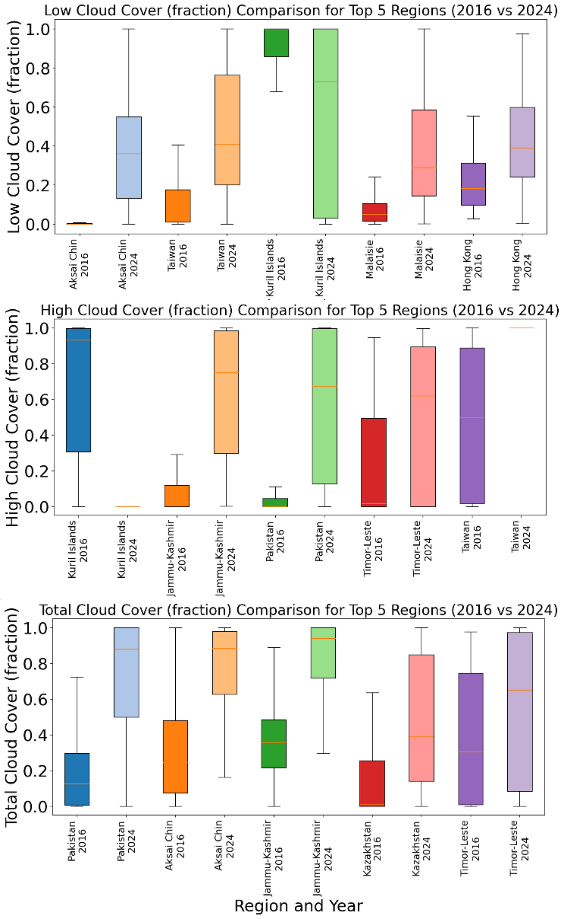 Low Cloud Cover (fraction) Comparison for Top 5 Regions (2016 vs 2024)
Low Cloud Cover (fraction)
1.0
0.8
0.6
0.4
0.2
0.0
Aksai Chin
2016
Aksai Chin
2024
Taiwan
2016
Taiwan
2024
Kuril Islands
2016
Kuril Islands
2024
Malaisie
2016
Malaisie
2024
Hong Kong
2016
Hong Kong
2024
High Cloud Cover (fraction) Comparison for Top 5 Regions (2016 vs 2024)
High Cloud Cover (fraction)
1.0
0.8
0.6
0.4
0.2
0.0
Kuril Islands
2016
Kuril Islands
2024
Jammu-Kashmir
2016
Jammu-Kashmir
2024
Pakistan
2016
Pakistan
2024
Timor-Leste
2016
Timor-Leste
2024
Taiwan
2016
Taiwan
2024
Total Cloud Cover (fraction) Comparison for Top 5 Regions (2016 vs 2024)
Total Cloud Cover (fraction)
1.0
0.8
0.6
0.4
0.2
0.0
Pakistan
2016
Pakistan
2024
Aksai Chin
2016
Aksai Chin
2024
Jammu-Kashmir
2016
Jammu-Kashmir
2024
Kazakhstan
2016
Kazakhstan
2024
Timor-Leste
2016
Timor-Leste
2024
Region and Year